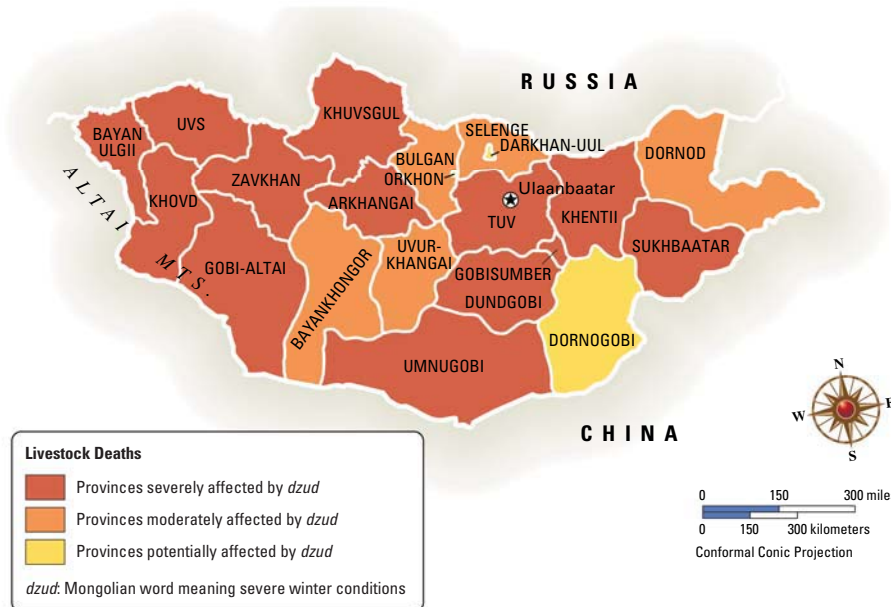 RUSSIA
KHUVSGUL
SELENGE
DARKHAN-UUL
UVS
BAYAN
ULGII
BULGAN
DORNOD
ORKHON
ZAVKHAN
Ulaanbaatar
KHOVD
ARKHANGAI
TUV
KHENTII
ALTAI
MTS.
UVUR-
KHANGAI
SUKHBAATAR
GOBI-ALTAI
GOBISUMBER
BAYANKHONGOR
DUNDGOBI
DORNOGOBI
UMNUGOBI
CHINA
N
W
E
S
Livestock Deaths
Provinces severely affected by dzud
Provinces moderately affected by dzud
Provinces potentially affected by dzud
dzud: Mongolian word meaning severe winter conditions
0 150 300 mile
0 150 300 kilometers
Conformal Conic Projection